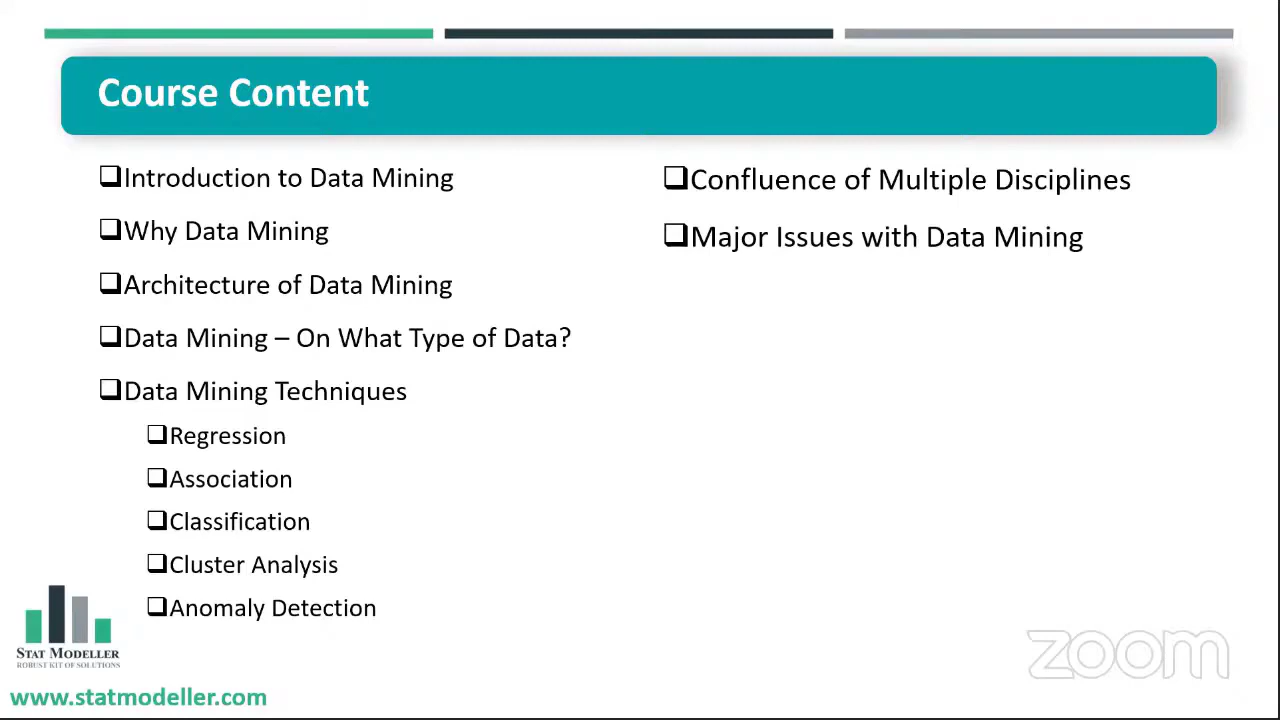 Course Content
❑Introduction to Data Mining
❑Why Data Mining
❑Architecture of Data Mining
❑Data Mining – On What Type of Data?
❑Data Mining Techniques
❑Regression
❑Association
❑Classification
❑Cluster Analysis
❑Anomaly Detection
❑Confluence of Multiple Disciplines
❑Major Issues with Data Mining
STAT MODELLER
ROBUST KIT OF SOLUTIONS
www.statmodeller.com
zoom